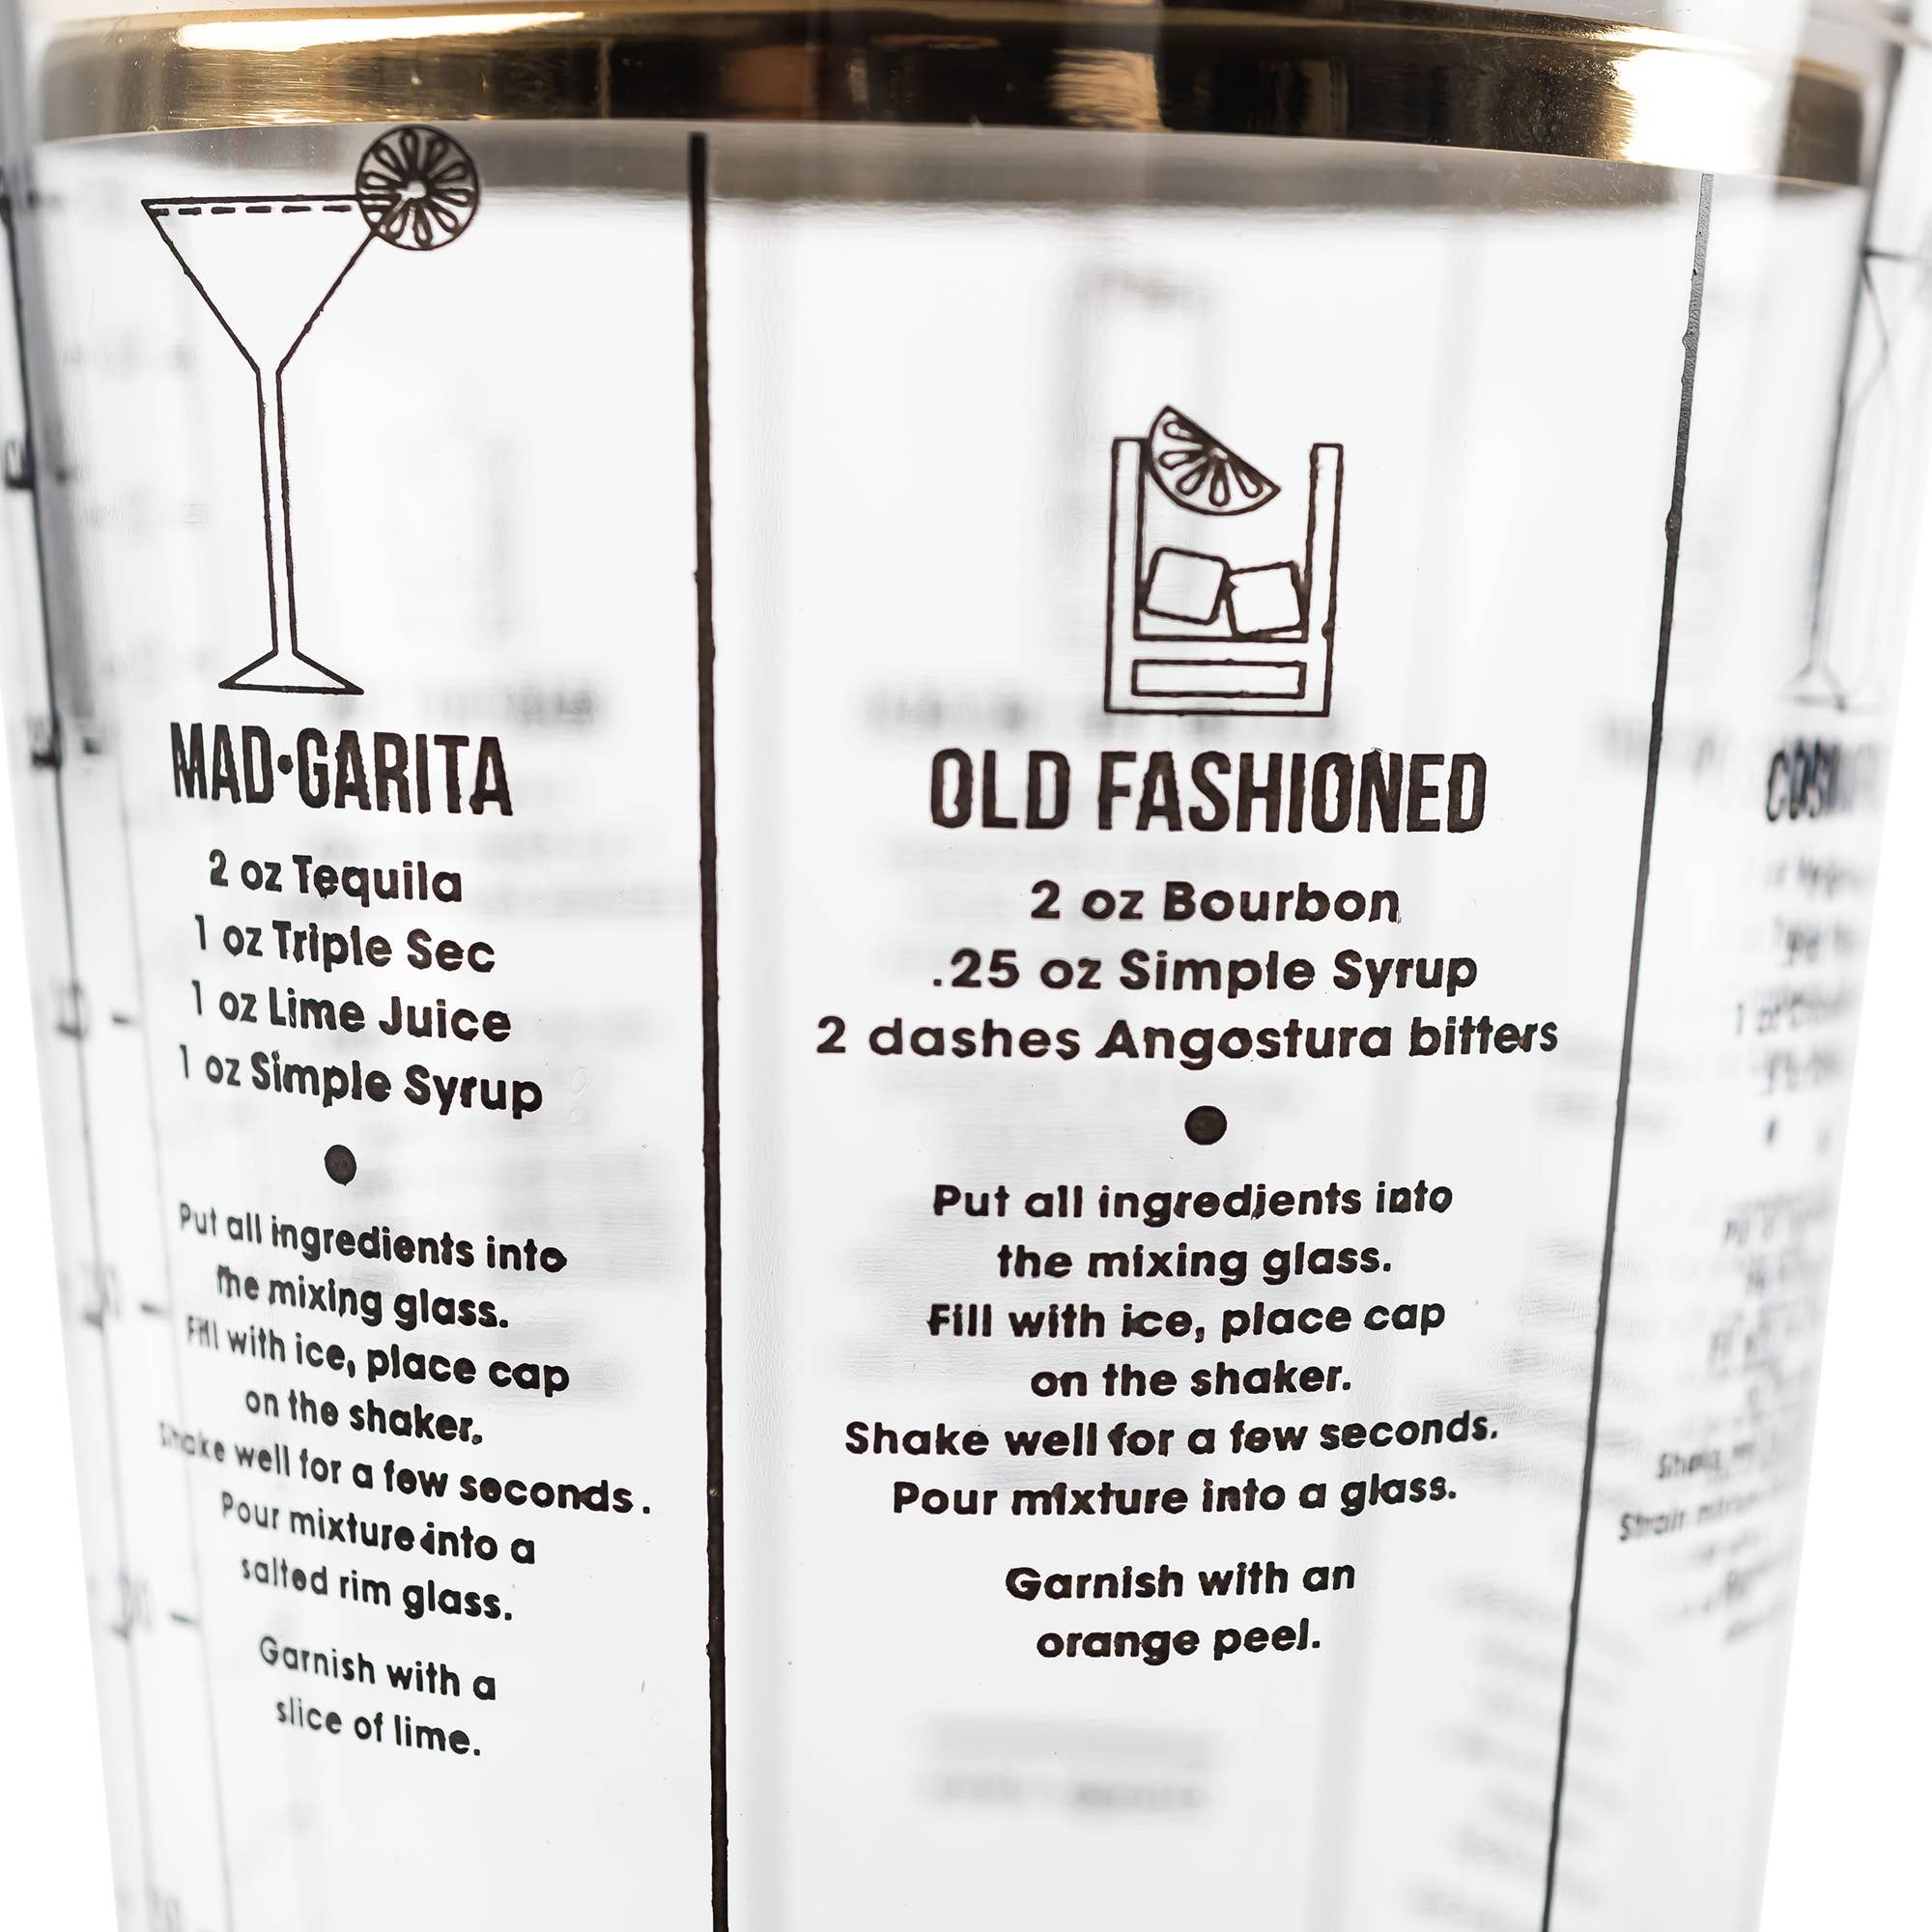 MAD•GARITA
2 oz Tequila
1 oz Triple Sec
1 oz Lime Juice
1 oz Simple Syrup
Put all ingredients into
the mixing glass.
Fill with ice, place cap
on the shaker.
Shake well for a few seconds.
Pour mixture into a
salted rim glass.
Garnish with a
slice of lime.
OLD FASHIONED
2 oz Bourbon
.25 oz Simple Syrup
2 dashes Angostura bitters
Put all ingredients into
the mixing glass.
Fill with ice, place cap
on the shaker.
Shake well for a few seconds.
Pour mixture into a glass.
Garnish with an
orange peel.
Strain